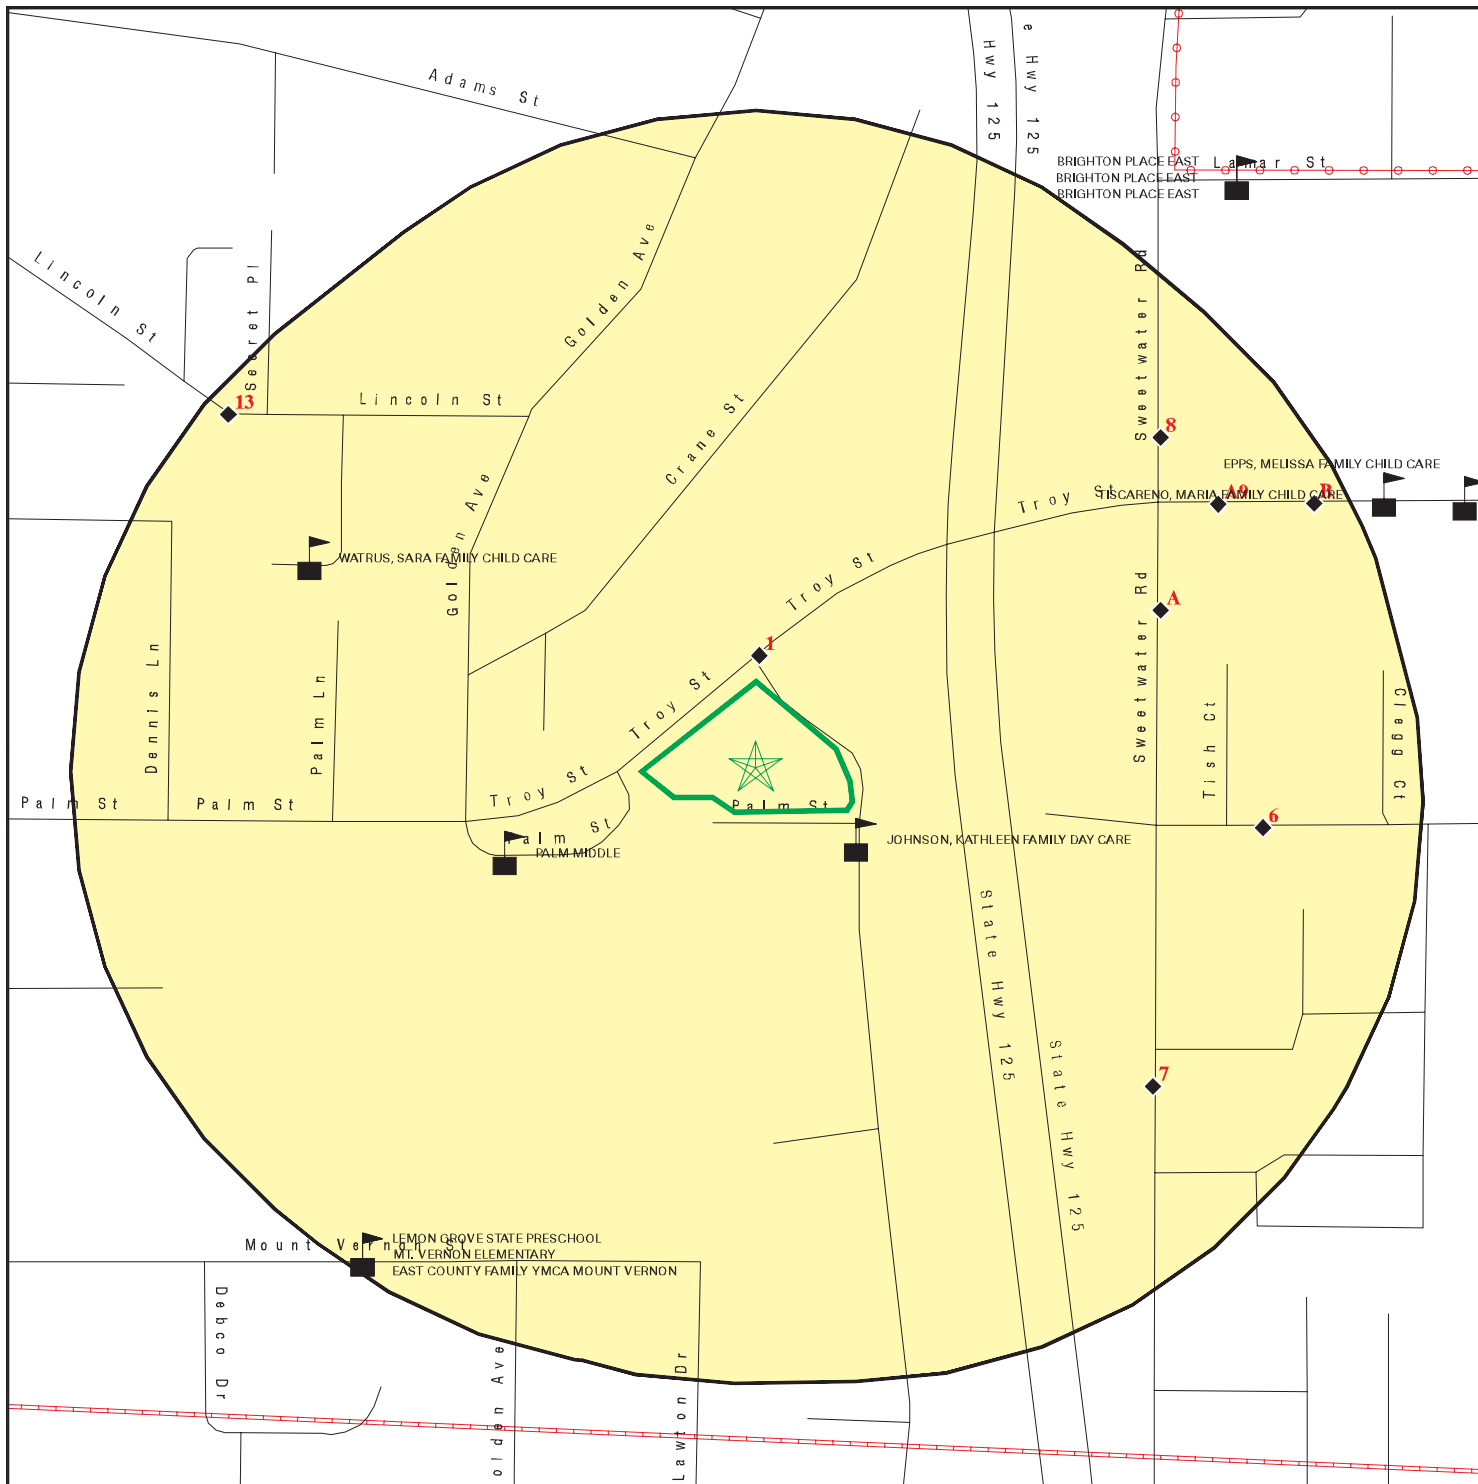 Adams St
Hwy 125
e Hwy 125
BRIGHTON PLACE EAST
BRIGHTON PLACE EAST
BRIGHTON PLACE EAST
Lamar St
Lincoln St
Secret Pl
Golden Ave
Sweetwater Rd
13
Lincoln St
Crane St
8
EPPS, MELISSA FAMILY CHILD CARE
TISCARENO, MARIA FAMILY CHILD CARE
Troy St
A9
B
Golden Ave
WATRUS, SARA FAMILY CHILD CARE
Troy St
A
1
Sweetwater Rd
Dennis Ln
Palm Ln
Troy St
Tish Ct
Clegg Ct
Palm St
Palm St
Troy St
Palm St
6
Palm St
PALM MIDDLE
JOHNSON, KATHLEEN FAMILY DAY CARE
State Hwy 125
State Hwy 125
7
Mount Vernon St
LEMON GROVE STATE PRESCHOOL
MT. VERNON ELEMENTARY
EAST COUNTY FAMILY YMCA MOUNT VERNON
Debco Dr
olden Ave
Lawton Dr